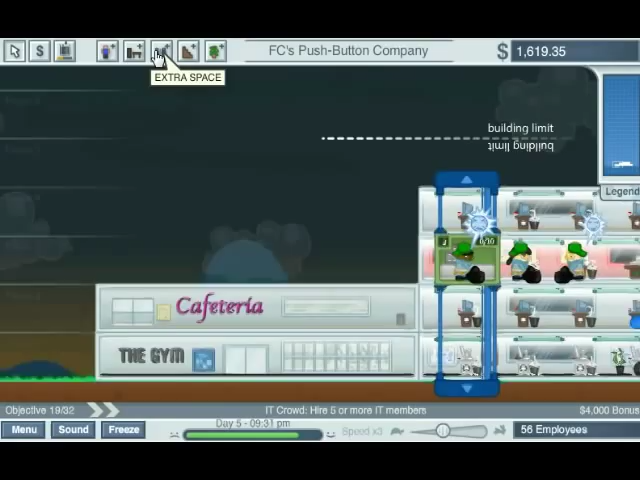 $
FC's Push-Button Company
$ 1,619.35
EXTRA SPACE
building limit
building limit
Legend
0/10
Cafeteria
THE GYM
Objective 19/32
IT Crowd: Hire 5 or more IT members
$4,000 Bonus
Menu
Sound
Freeze
Day 5 - 09:31 pm
Speed x3
56 Employees